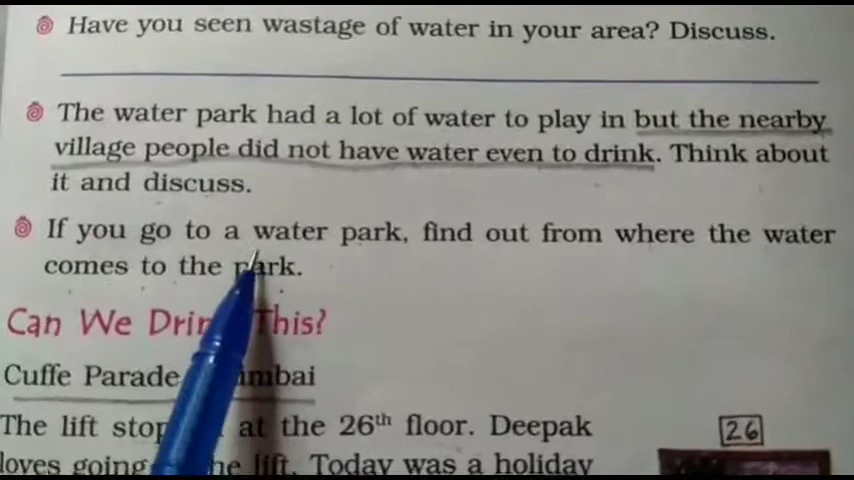 Have you seen wastage of water in your area? Discuss.
The water park had a lot of water to play in but the nearby
village people did not have water even to drink. Think about
it and discuss.
If you go to a water park, find out from where the water
comes to the park.
Can We This?
Cuffe Parade
The lift at the 26th floor. Deepak
26
loves going the lift. Today was a holiday